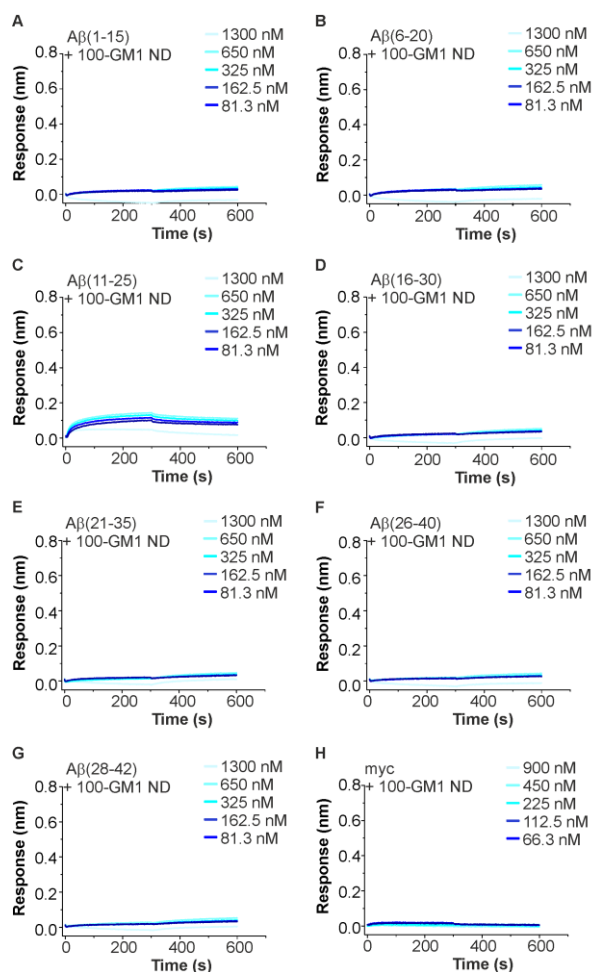 A
Aβ(1-15)
+ 100-GM1 ND
1300 nM
650 nM
325 nM
162.5 nM
81.3 nM
Response (nm)
0.8
0.6
0.4
0.2
0.0
0
200
400
600
Time (s)
B
Aβ(6-20)
+ 100-GM1 ND
1300 nM
650 nM
325 nM
162.5 nM
81.3 nM
Response (nm)
0.8
0.6
0.4
0.2
0.0
0
200
400
600
Time (s)
C
Aβ(11-25)
+ 100-GM1 ND
1300 nM
650 nM
325 nM
162.5 nM
81.3 nM
Response (nm)
0.8
0.6
0.4
0.2
0.0
0
200
400
600
Time (s)
D
Aβ(16-30)
+ 100-GM1 ND
1300 nM
650 nM
325 nM
162.5 nM
81.3 nM
Response (nm)
0.8
0.6
0.4
0.2
0.0
0
200
400
600
Time (s)
E
Aβ(21-35)
+ 100-GM1 ND
1300 nM
650 nM
325 nM
162.5 nM
81.3 nM
Response (nm)
0.8
0.6
0.4
0.2
0.0
0
200
400
600
Time (s)
F
Aβ(26-40)
+ 100-GM1 ND
1300 nM
650 nM
325 nM
162.5 nM
81.3 nM
Response (nm)
0.8
0.6
0.4
0.2
0.0
0
200
400
600
Time (s)
G
Aβ(28-42)
+ 100-GM1 ND
1300 nM
650 nM
325 nM
162.5 nM
81.3 nM
Response (nm)
0.8
0.6
0.4
0.2
0.0
0
200
400
600
Time (s)
H
myc
+ 100-GM1 ND
900 nM
450 nM
225 nM
112.5 nM
66.3 nM
Response (nm)
0.8
0.6
0.4
0.2
0.0
0
200
400
600
Time (s)